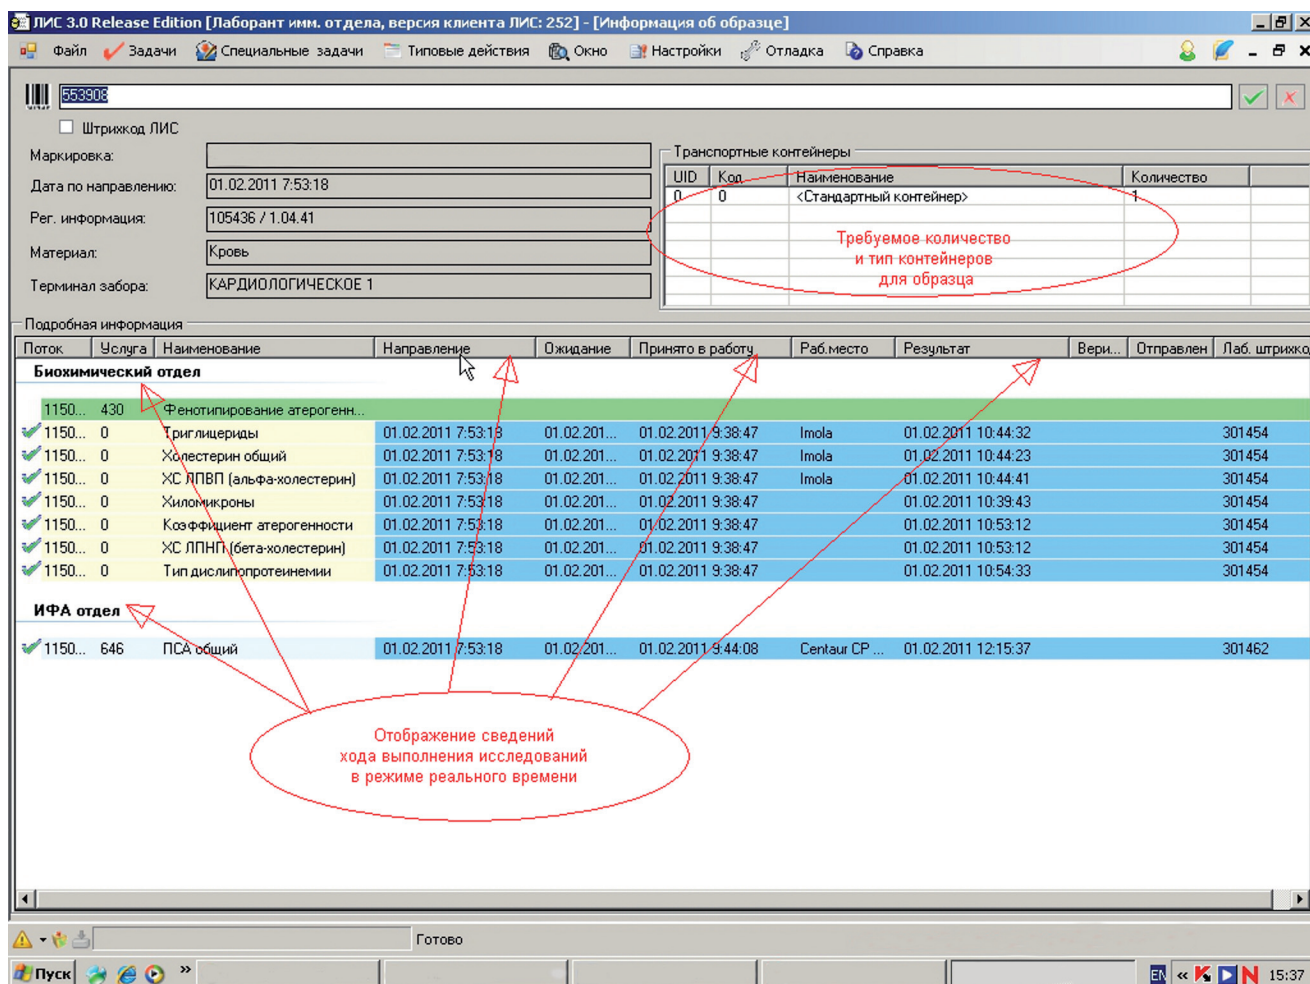 ЛИС 3.0 Release Edition [Лаборант имм. отдела, версия клиента ЛИС: 252] - [Информация об образце]
Файл Задачи Специальные задачи Типовые действия Окно Настройки Отладка Справка
553908
Штрихкод ЛИС
Маркировка:
Дата по направлению: 01.02.2011 7:53:18
Рег. информация: 105436 / 1.04.41
Материал: Кровь
Терминал забора: КАРДИОЛОГИЧЕСКОЕ 1
Транспортные контейнеры
UID Код Наименование Количество
0 0 <Стандартный контейнер> 1
Требуемое количество
и тип контейнеров
для образца
Подробная информация
Поток Услуга Наименование Направление Ожидание Принято в работу Раб.место Результат Вери... Отправлен Лаб. штрихко
Биохимический отдел
1150... 430 Фенотипирование атерогенн...
1150... 0 Триглицериды 01.02.2011 7:53:18 01.02.201... 01.02.2011 9:38:47 Imola 01.02.2011 10:44:32 301454
1150... 0 Холестерин общий 01.02.2011 7:53:18 01.02.201... 01.02.2011 9:38:47 Imola 01.02.2011 10:44:23 301454
1150... 0 ХС ЛПВП (альфа-холестерин) 01.02.2011 7:53:18 01.02.201... 01.02.2011 9:38:47 Imola 01.02.2011 10:44:41 301454
1150... 0 Хиломикроны 01.02.2011 7:53:18 01.02.201... 01.02.2011 9:38:47 01.02.2011 10:39:43 301454
1150... 0 Коэффициент атерогенности 01.02.2011 7:53:18 01.02.201... 01.02.2011 9:38:47 01.02.2011 10:53:12 301454
1150... 0 ХС ЛПНП (бета-холестерин) 01.02.2011 7:53:18 01.02.201... 01.02.2011 9:38:47 01.02.2011 10:53:12 301454
1150... 0 Тип дислипопротеинемии 01.02.2011 7:53:18 01.02.201... 01.02.2011 9:38:47 01.02.2011 10:54:33 301454
ИФА отдел
1150... 646 ПСА общий 01.02.2011 7:53:18 01.02.201... 01.02.2011 9:44:08 Centaur CP ... 01.02.2011 12:15:37 301462
Отображение сведений
хода выполнения исследований
в режиме реального времени
Готово
Пуск » EN « 15:37